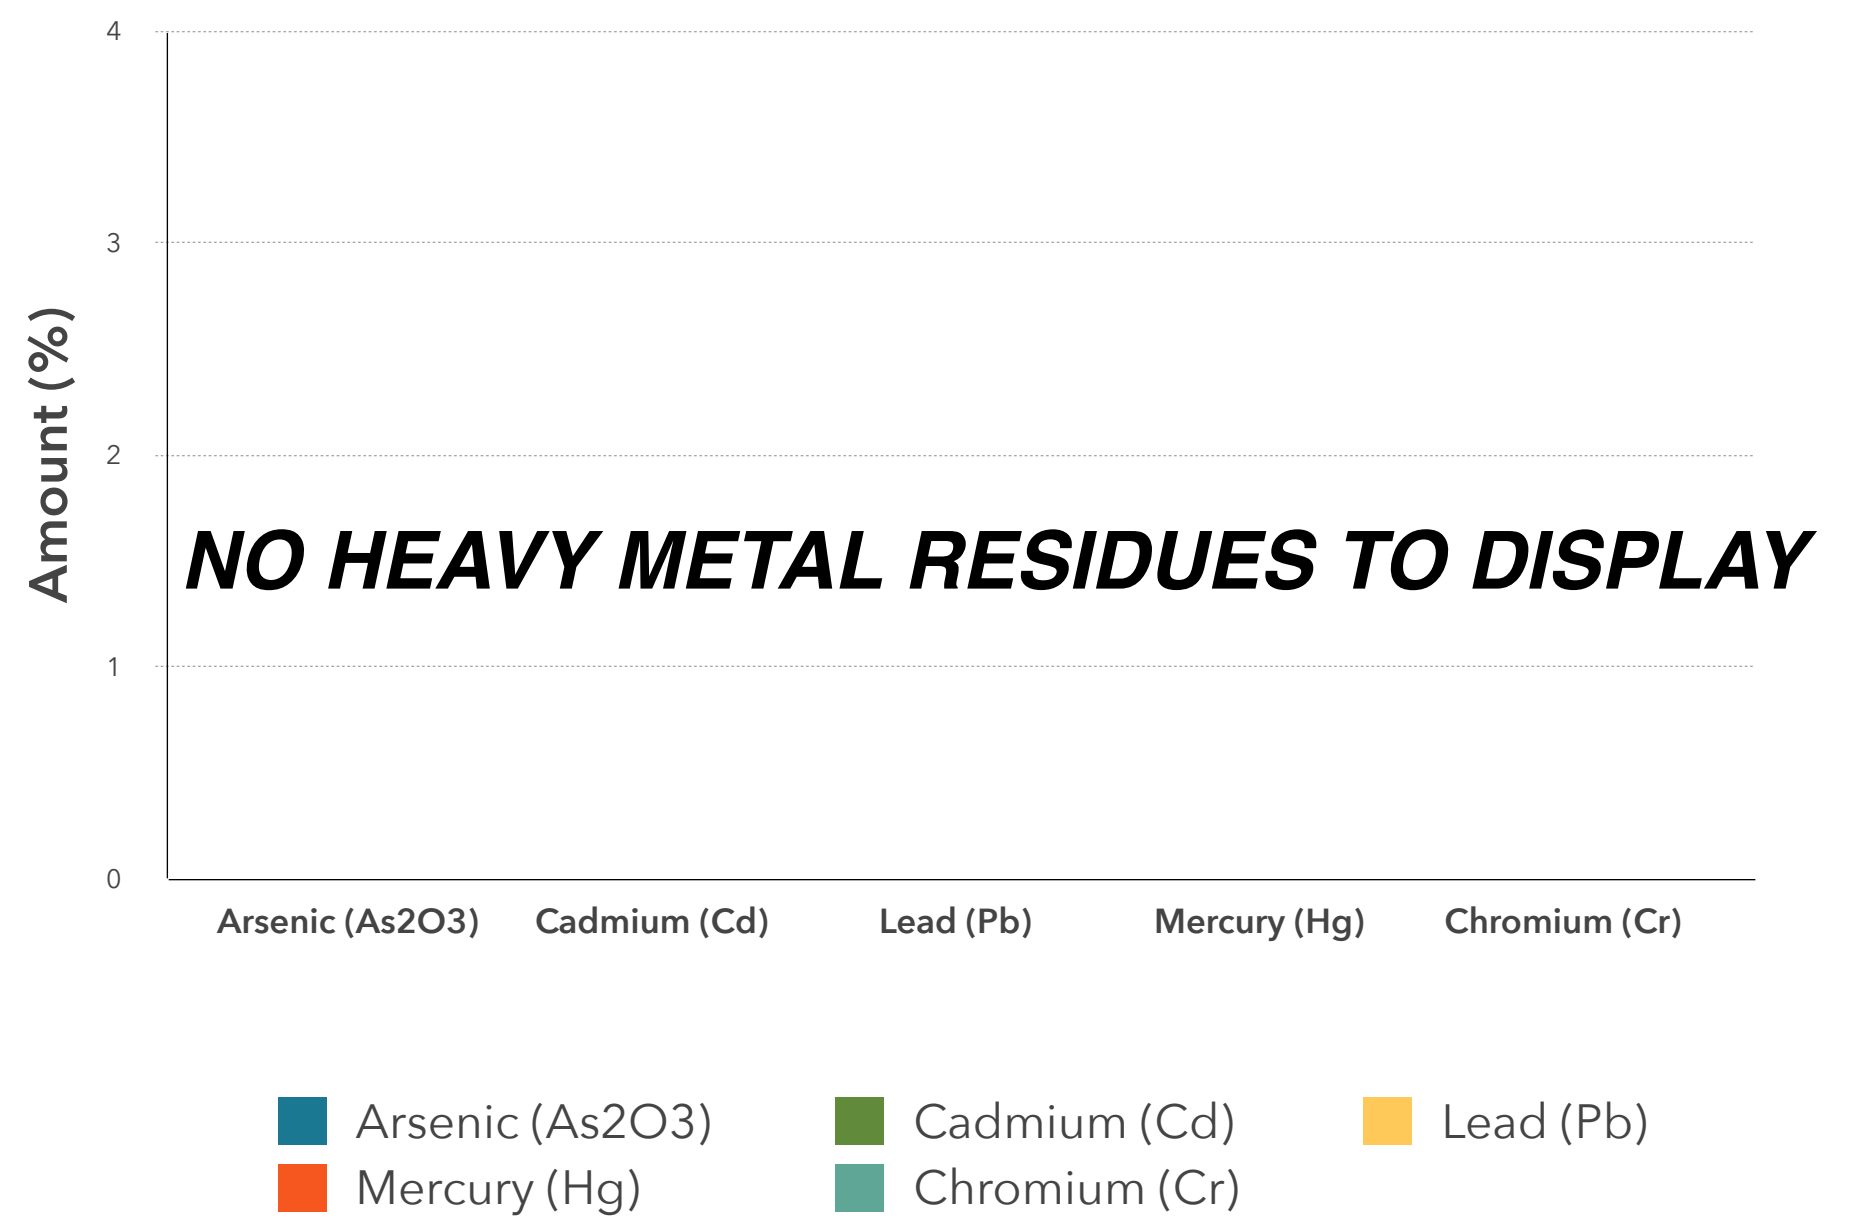 4
3
Amount (%)
2
NO HEAVY METAL RESIDUES TO DISPLAY
1
0
Arsenic (As2O3) Cadmium (Cd) Lead (Pb) Mercury (Hg) Chromium (Cr)
Arsenic (As2O3) Cadmium (Cd) Lead (Pb)
Mercury (Hg) Chromium (Cr)